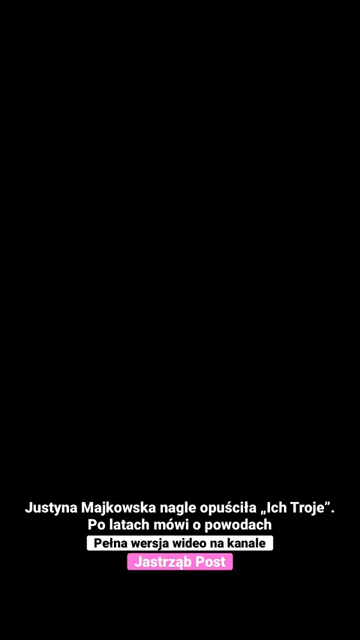 Justyna Majkowska nagle opuściła „Ich Troje”.
Po latach mówi o powodach
Pełna wersja wideo na kanale
Jastrząb Post